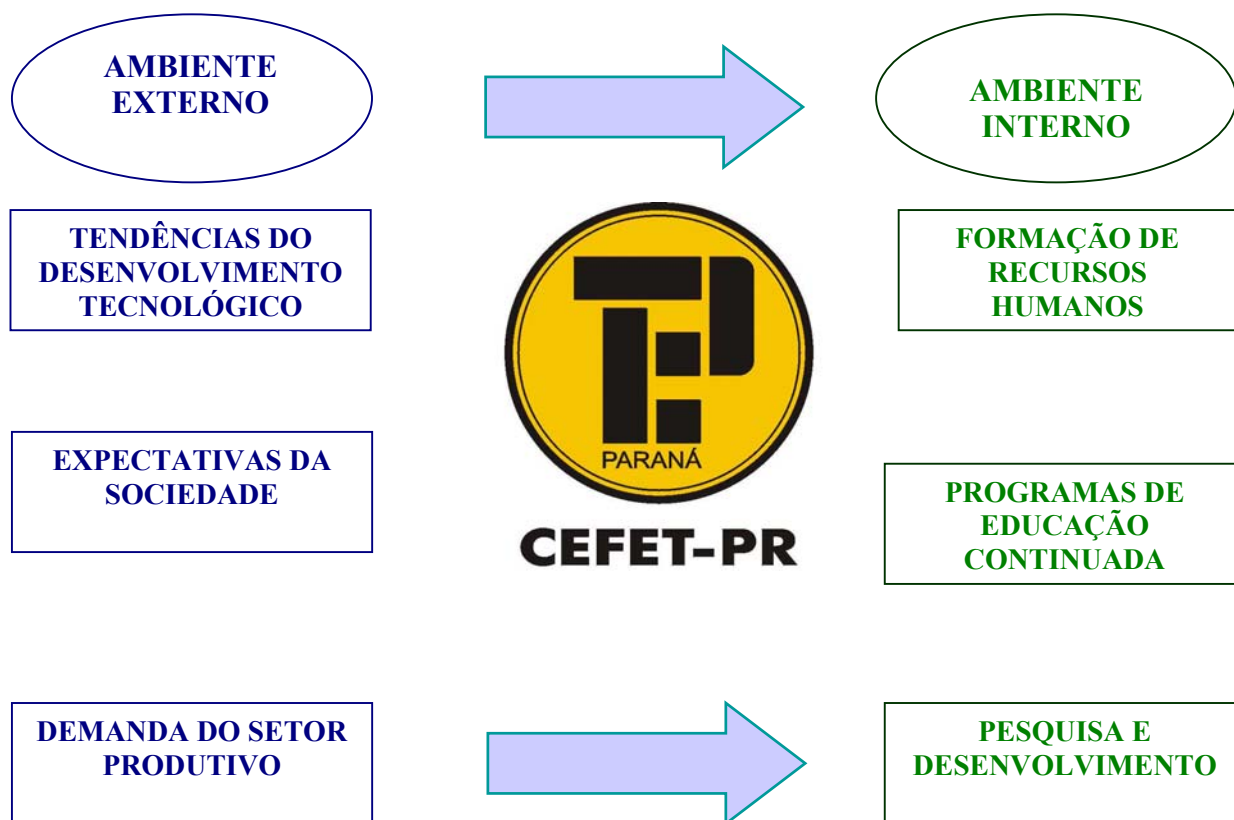 AMBIENTE
EXTERNO
AMBIENTE
INTERNO
TENDÊNCIAS DO
DESENVOLVIMENTO
TECNOLÓGICO
FORMAÇÃO DE
RECURSOS
HUMANOS
PARANÁ
CEFET-PR
EXPECTATIVAS DA
SOCIEDADE
PROGRAMAS DE
EDUCAÇÃO
CONTINUADA
DEMANDA DO SETOR
PRODUTIVO
PESQUISA E
DESENVOLVIMENTO